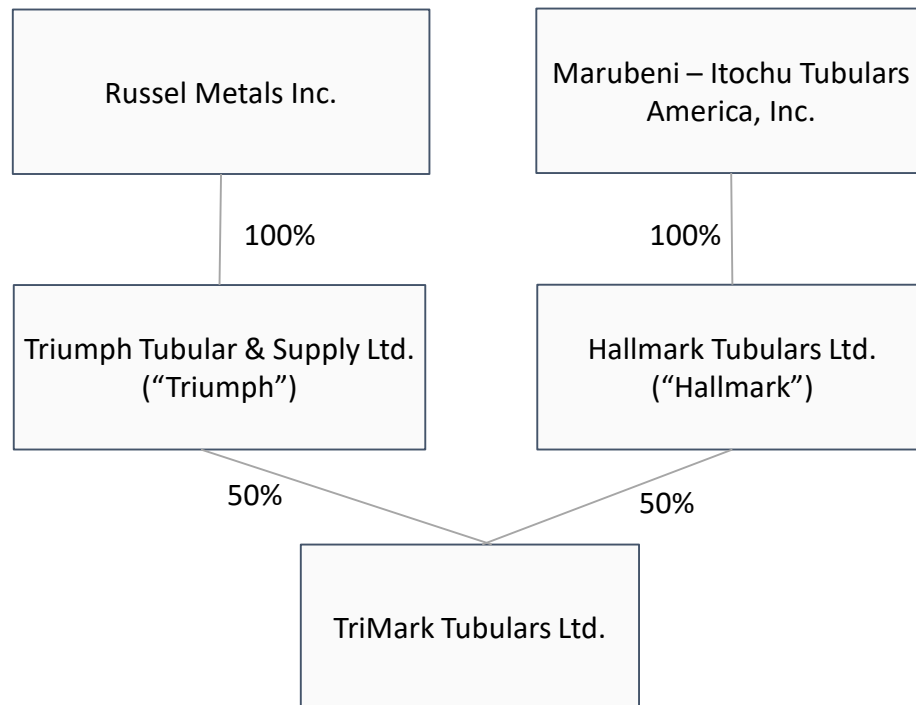 Russel Metals Inc.
Marubeni – Itochu Tubulars
America, Inc.
100%
100%
Triumph Tubular & Supply Ltd.
(“Triumph”)
Hallmark Tubulars Ltd.
(“Hallmark”)
50%
50%
TriMark Tubulars Ltd.